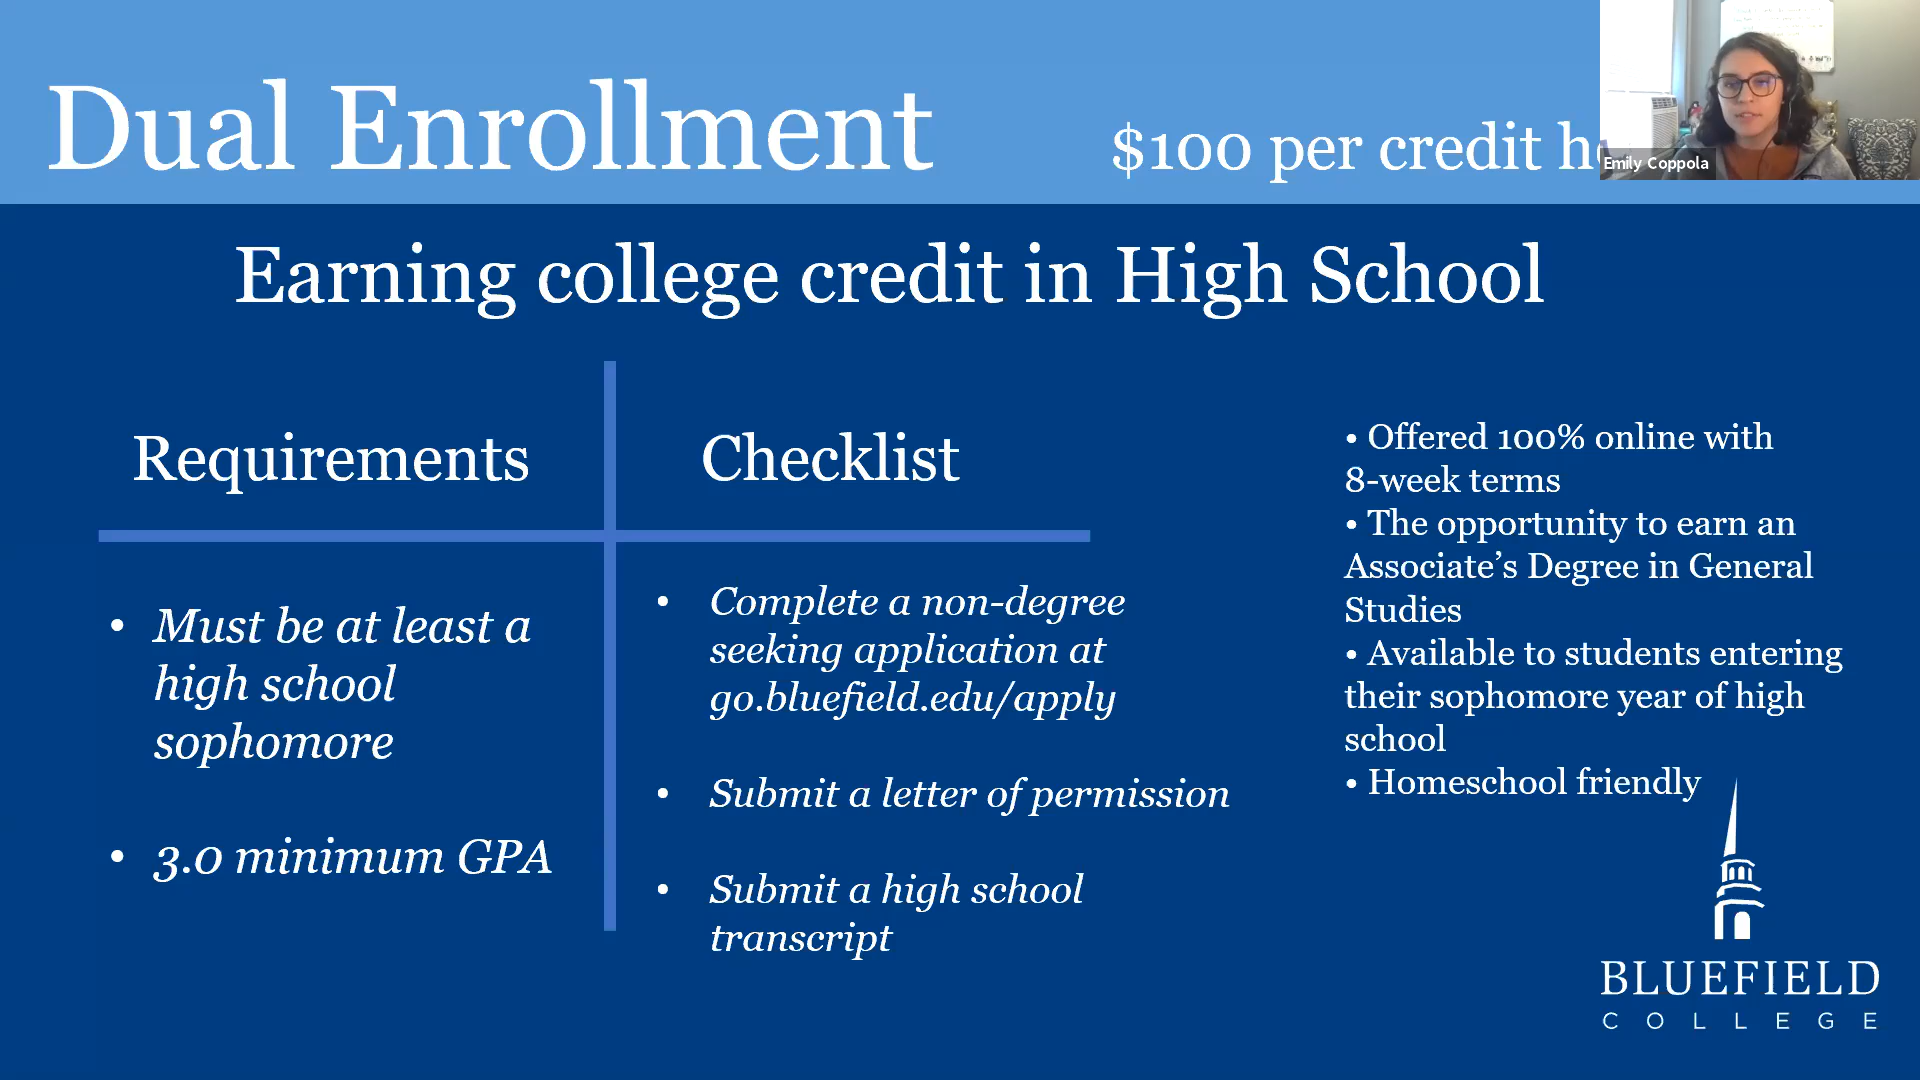 Dual Enrollment
$100 per credit
Emily Coppola
Earning college credit in High School
Requirements
• Must be at least a
high school
sophomore
• 3.0 minimum GPA
Checklist
• Complete a non-degree
seeking application at
go.bluefield.edu/apply
• Submit a letter of permission
• Submit a high school
transcript
• Offered 100% online with
8-week terms
• The opportunity to earn an
Associate’s Degree in General
Studies
• Available to students entering
their sophomore year of high
school
• Homeschool friendly
BLUEFIELD
COLLEGE